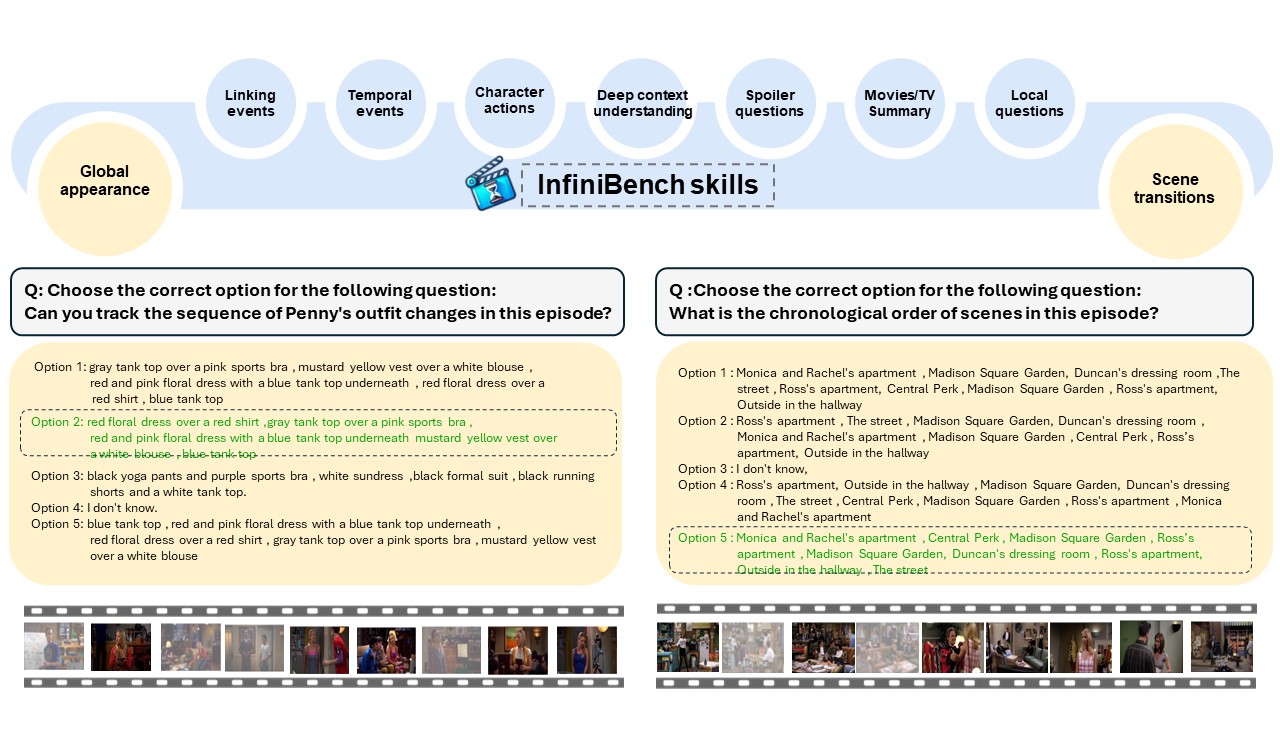 Linking
events
Temporal
events
Character
actions
Deep context
understanding
Spoiler
questions
Movies/TV
Summary
Local
questions
Global
appearance
InfiniBench skills
Scene
transitions
Q: Choose the correct option for the following question:
Can you track the sequence of Penny's outfit changes in this episode?
Option 1: gray tank top over a pink sports bra , mustard yellow vest over a white blouse ,
red and pink floral dress with a blue tank top underneath , red floral dress over a
red shirt , blue tank top
Option 2: red floral dress over a red shirt ,gray tank top over a pink sports bra ,
red and pink floral dress with a blue tank top underneath mustard yellow vest over
a white blouse , blue tank top
Option 3: black yoga pants and purple sports bra , white sundress ,black formal suit , black running
shorts and a white tank top.
Option 4: I don't know.
Option 5: blue tank top , red and pink floral dress with a blue tank top underneath ,
red floral dress over a red shirt , gray tank top over a pink sports bra , mustard yellow vest
over a white blouse
Q :Choose the correct option for the following question:
What is the chronological order of scenes in this episode?
Option 1 : Monica and Rachel's apartment , Madison Square Garden, Duncan's dressing room ,The
street , Ross's apartment, Central Perk , Madison Square Garden , Ross's apartment,
Outside in the hallway
Option 2 : Ross's apartment , The street , Madison Square Garden, Duncan's dressing room ,
Monica and Rachel's apartment , Madison Square Garden , Central Perk , Ross's
apartment, Outside in the hallway
Option 3 : I don't know,
Option 4 : Ross's apartment, Outside in the hallway , Madison Square Garden, Duncan's dressing
room , The street , Central Perk , Madison Square Garden , Ross's apartment , Monica
and Rachel's apartment
Option 5 : Monica and Rachel's apartment , Central Perk , Madison Square Garden , Ross's
apartment , Madison Square Garden, Duncan's dressing room , Ross's apartment,
Outside in the hallway , The street